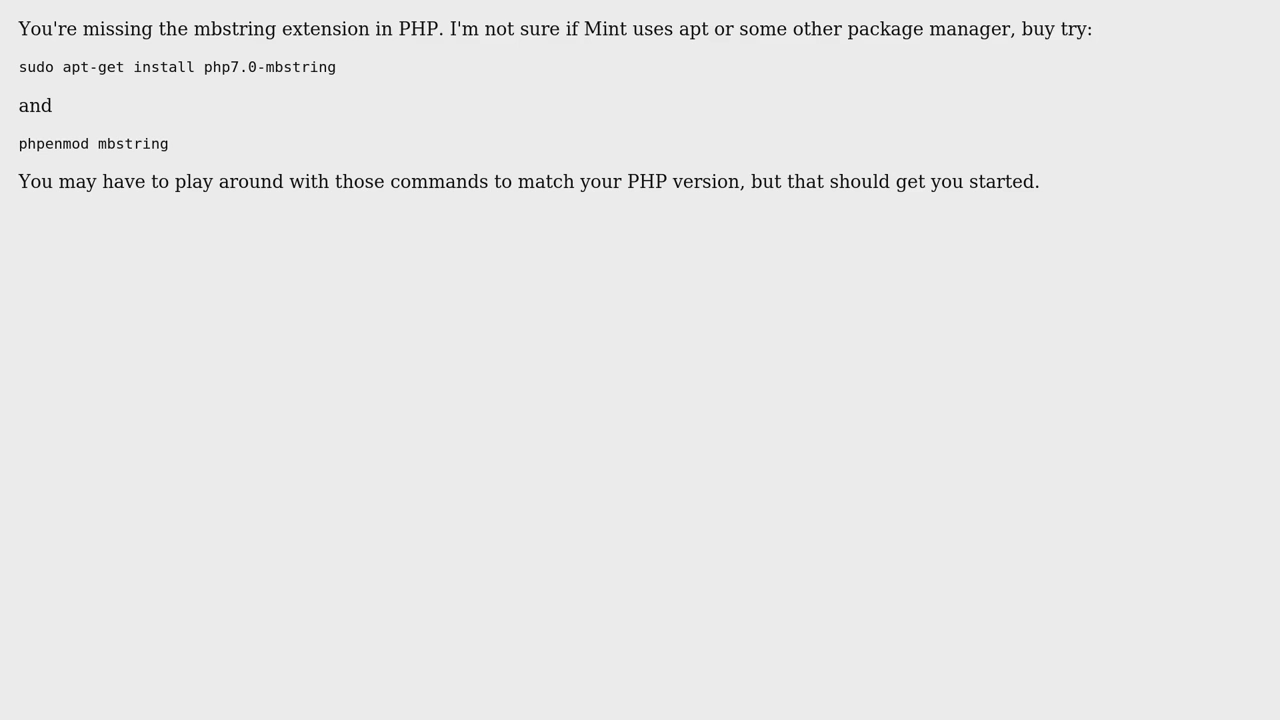 You're missing the mbstring extension in PHP. I'm not sure if Mint uses apt or some other package manager, buy try:
sudo apt-get install php7.0-mbstring
and
phpenmod mbstring
You may have to play around with those commands to match your PHP version, but that should get you started.